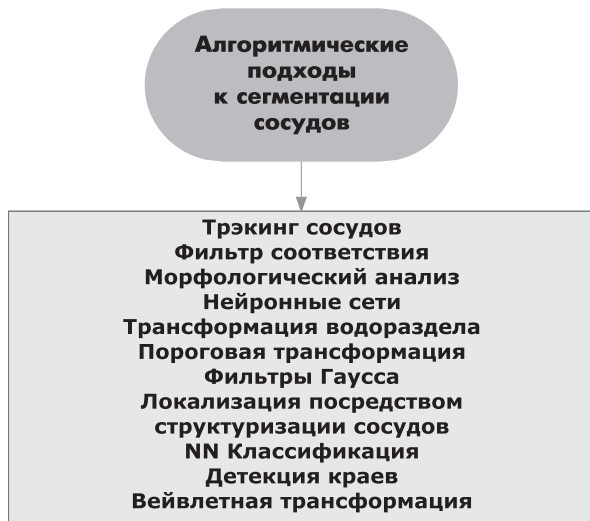 Алгоритмические
подходы
к сегментации
сосудов
Трэкинг сосудов
Фильтр соответствия
Морфологический анализ
Нейронные сети
Трансформация водораздела
Пороговая трансформация
Фильтры Гаусса
Локализация посредством
структуризации сосудов
NN Классификация
Детекция краев
Вейвлетная трансформация